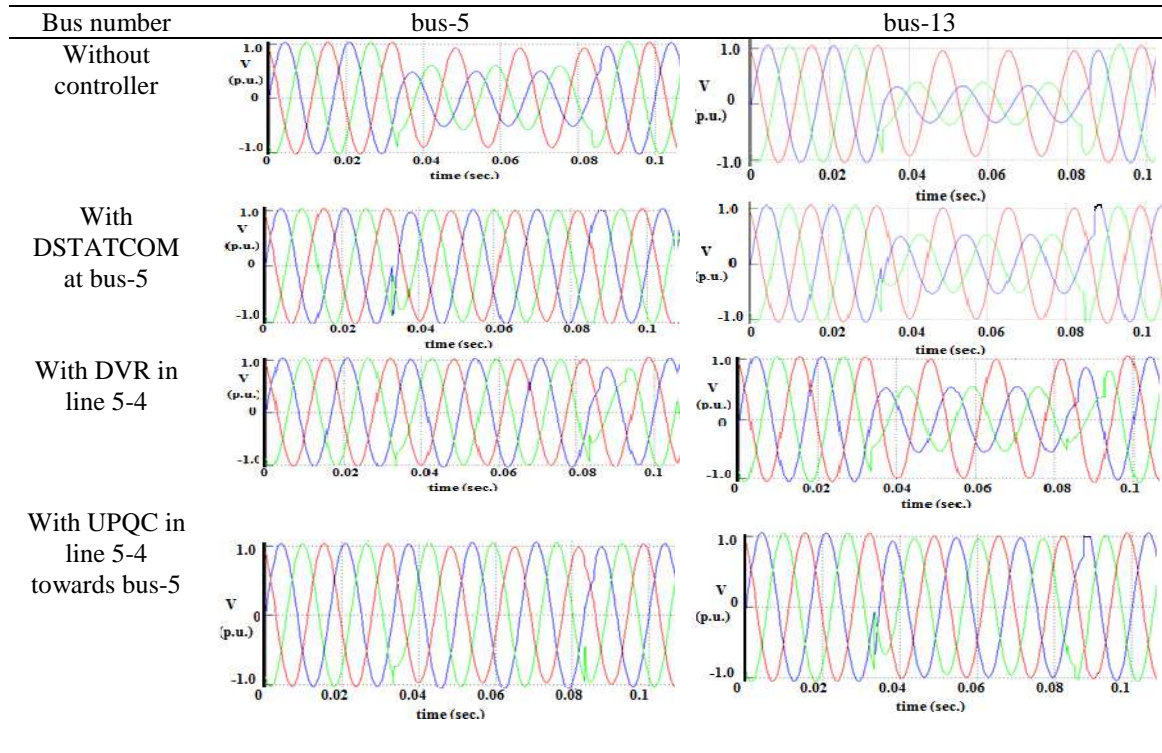 Bus number bus-5 bus-13
Without
controller
1.0
V
(p.u.)
0
-1.0
0 0.02 0.04 0.06 0.08 0.1
time (sec.)
1.0
V
(p.u.)
0
-1.0
0 0.02 0.04 0.06 0.08 0.1
time (sec.)
With
DSTATCOM
at bus-5
1.0
V
(p.u.)
0
-1.0
0 0.02 0.04 0.06 0.08 0.1
time (sec.)
1.0
V
(p.u.)
0
-1.0
0 0.02 0.04 0.06 0.08 0.1
time (sec.)
With DVR in
line 5-4
1.0
V
(p.u.)
0
-1.0
0 0.02 0.04 0.06 0.08 0.1
time (sec.)
1.0
V
(p.u.)
0
-1.0
0 0.02 0.04 0.06 0.08 0.1
time (sec.)
With UPQC in
line 5-4
towards bus-5
1.0
V
0
(p.u.)
-1.0
0 0.02 0.04 0.06 0.08 0.1
time (sec.)
1.0
V
0
(p.u.)
-1.0
0 0.02 0.04 0.06 0.08 0.1
time (sec.)